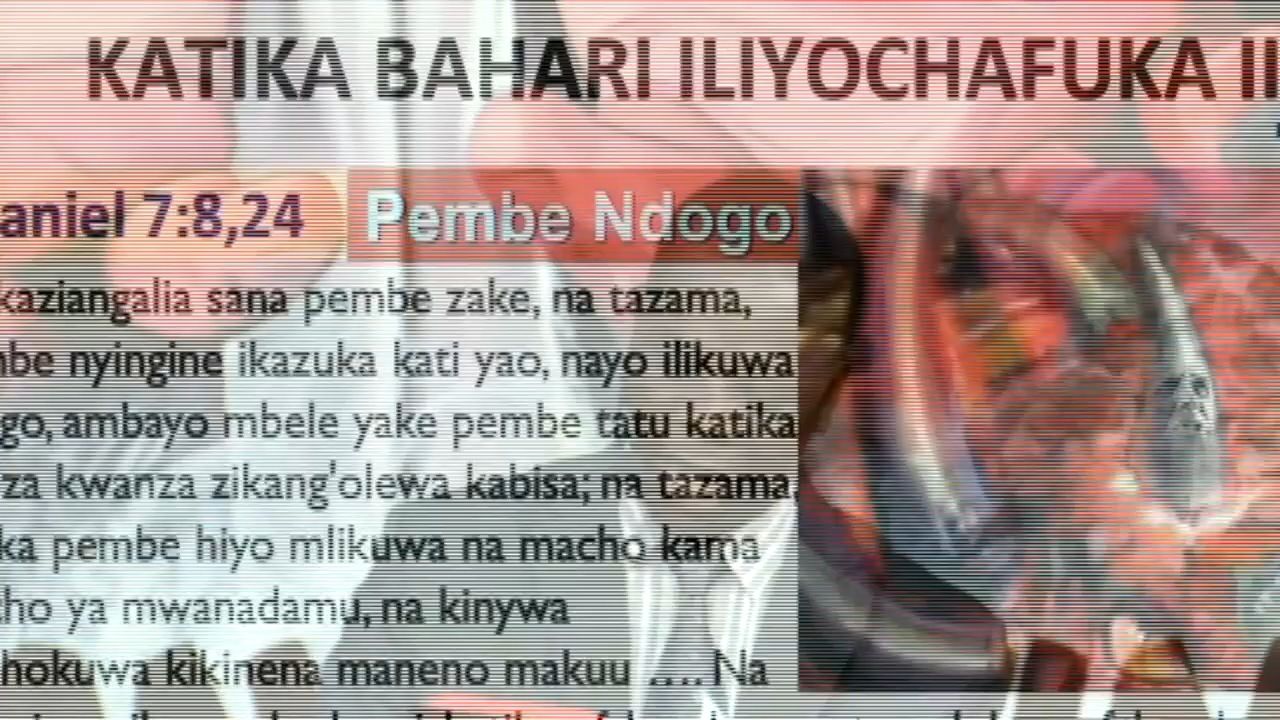 KATIKA BAHARI ILIYOCHAFUKA
aniel 7:8,24 Pembe Ndogo
kaziangalia sana pembe zake, na tazama,
mbe nyingine ikazuka kati yao, nayo ilikuwa
go, ambayo mbele yake pembe tatu katika
za kwanza zikang'olewa kabisa; na tazama
ka pembe hiyo mlikuwa na macho kama
cho ya mwanadamu, na kinywa
hokuwa kikinena maneno makuu .... Na